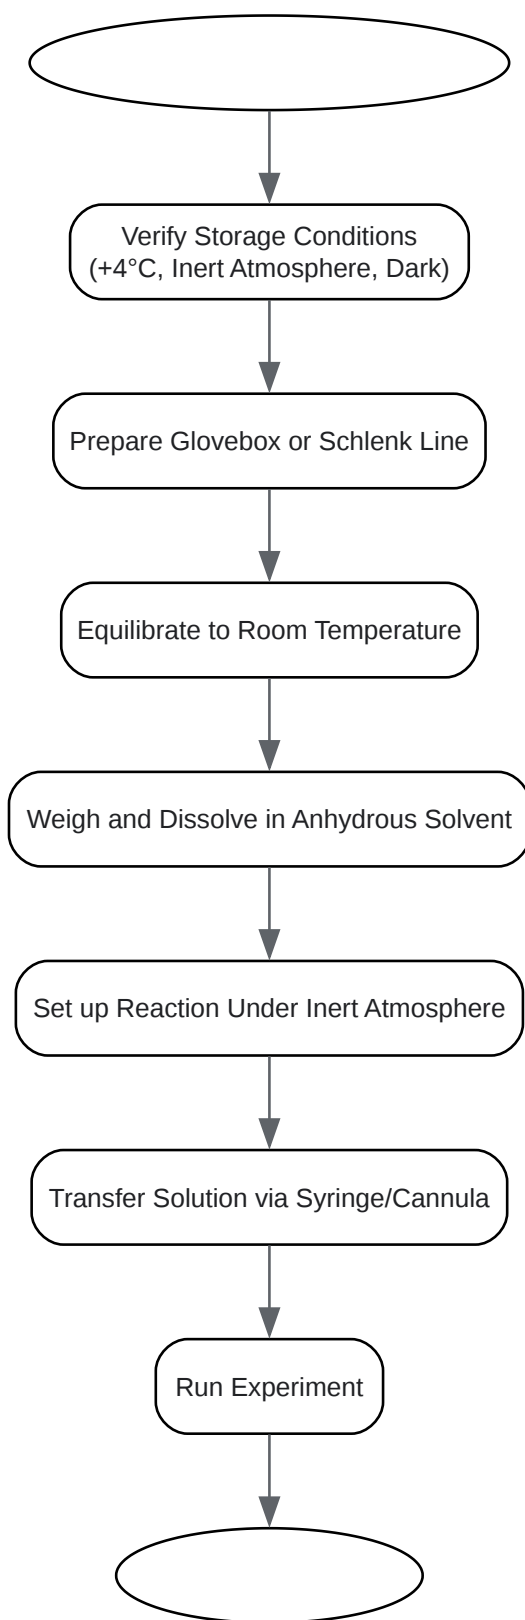 Verify Storage Conditions
(+4°C, Inert Atmosphere, Dark)
Prepare Glovebox or Schlenk Line
Equilibrate to Room Temperature
Weigh and Dissolve in Anhydrous Solvent
Set up Reaction Under Inert Atmosphere
Transfer Solution via Syringe/Cannula
Run Experiment